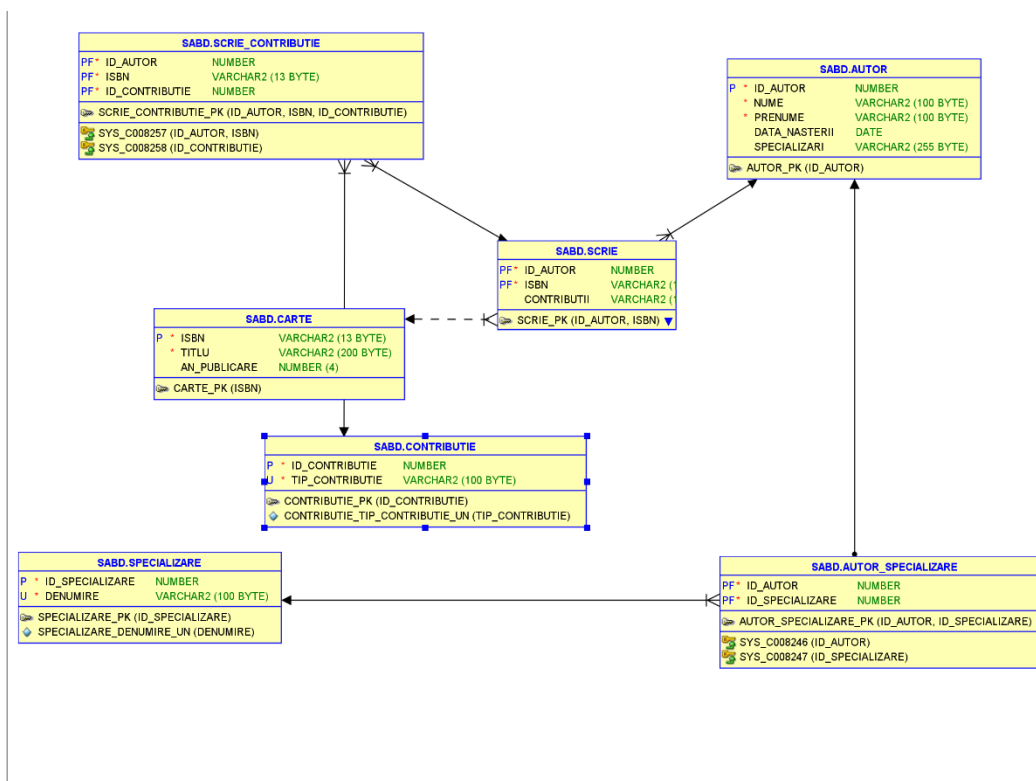 SABD.SCRIE_CONTRIBUTIE
PF* ID_AUTOR NUMBER
PF* ISBN VARCHAR2 (13 BYTE)
PF* ID_CONTRIBUTIE NUMBER
SCRIE_CONTRIBUTIE_PK (ID_AUTOR, ISBN, ID_CONTRIBUTIE)
SYS_C008257 (ID_AUTOR, ISBN)
SYS_C008258 (ID_CONTRIBUTIE)
SABD.AUTOR
P * ID_AUTOR NUMBER
* NUME VARCHAR2 (100 BYTE)
* PRENUME VARCHAR2 (100 BYTE)
DATA_NASTERII DATE
SPECIALIZARI VARCHAR2 (255 BYTE)
AUTOR_PK (ID_AUTOR)
SABD.SCRIE
PF* ID_AUTOR NUMBER
PF* ISBN VARCHAR2 (1
CONTRIBUTII VARCHAR2 (
SCRIE_PK (ID_AUTOR, ISBN)
SABD.CARTE
P * ISBN VARCHAR2 (13 BYTE)
* TITLU VARCHAR2 (200 BYTE)
AN_PUBLICARE NUMBER (4)
CARTE_PK (ISBN)
SABD.CONTRIBUTIE
P * ID_CONTRIBUTIE NUMBER
U * TIP_CONTRIBUTIE VARCHAR2 (100 BYTE)
CONTRIBUTIE_PK (ID_CONTRIBUTIE)
CONTRIBUTIE_TIP_CONTRIBUTIE_UN (TIP_CONTRIBUTIE)
SABD.SPECIALIZARE
P * ID_SPECIALIZARE NUMBER
U * DENUMIRE VARCHAR2 (100 BYTE)
SPECIALIZARE_PK (ID_SPECIALIZARE)
SPECIALIZARE_DENUMIRE_UN (DENUMIRE)
SABD.AUTOR_SPECIALIZARE
PF* ID_AUTOR NUMBER
PF* ID_SPECIALIZARE NUMBER
AUTOR_SPECIALIZARE_PK (ID_AUTOR, ID_SPECIALIZARE)
SYS_C008246 (ID_AUTOR)
SYS_C008247 (ID_SPECIALIZARE)